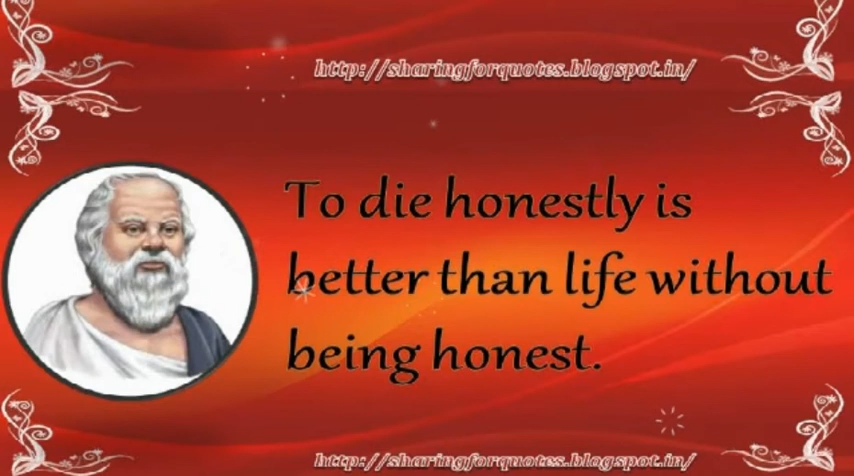 http://sharingforquotes.blogspot.in/
To die honestly is
better than life without
being honest.
http://sharingforquotes.blogspot.in/